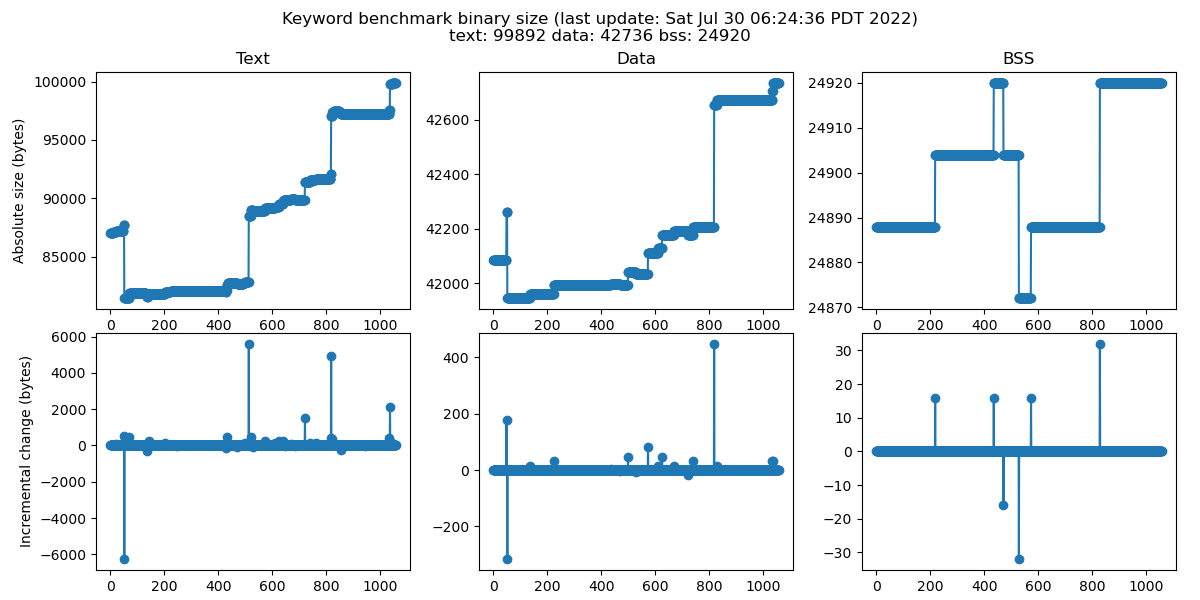 Keyword benchmark binary size (last update: Sat Jul 30 06:24:36 PDT 2022)
text: 99892 data: 42736 bss: 24920
Text
Data
BSS
Absolute size (bytes)
100000
95000
90000
85000
0 200 400 600 800 1000
42600
42400
42200
42000
0 200 400 600 800 1000
24920
24910
24900
24890
24880
24870
0 200 400 600 800 1000
Incremental change (bytes)
6000
4000
2000
0
−2000
−4000
−6000
0 200 400 600 800 1000
400
200
0
−200
0 200 400 600 800 1000
30
20
10
0
−10
−20
−30
0 200 400 600 800 1000